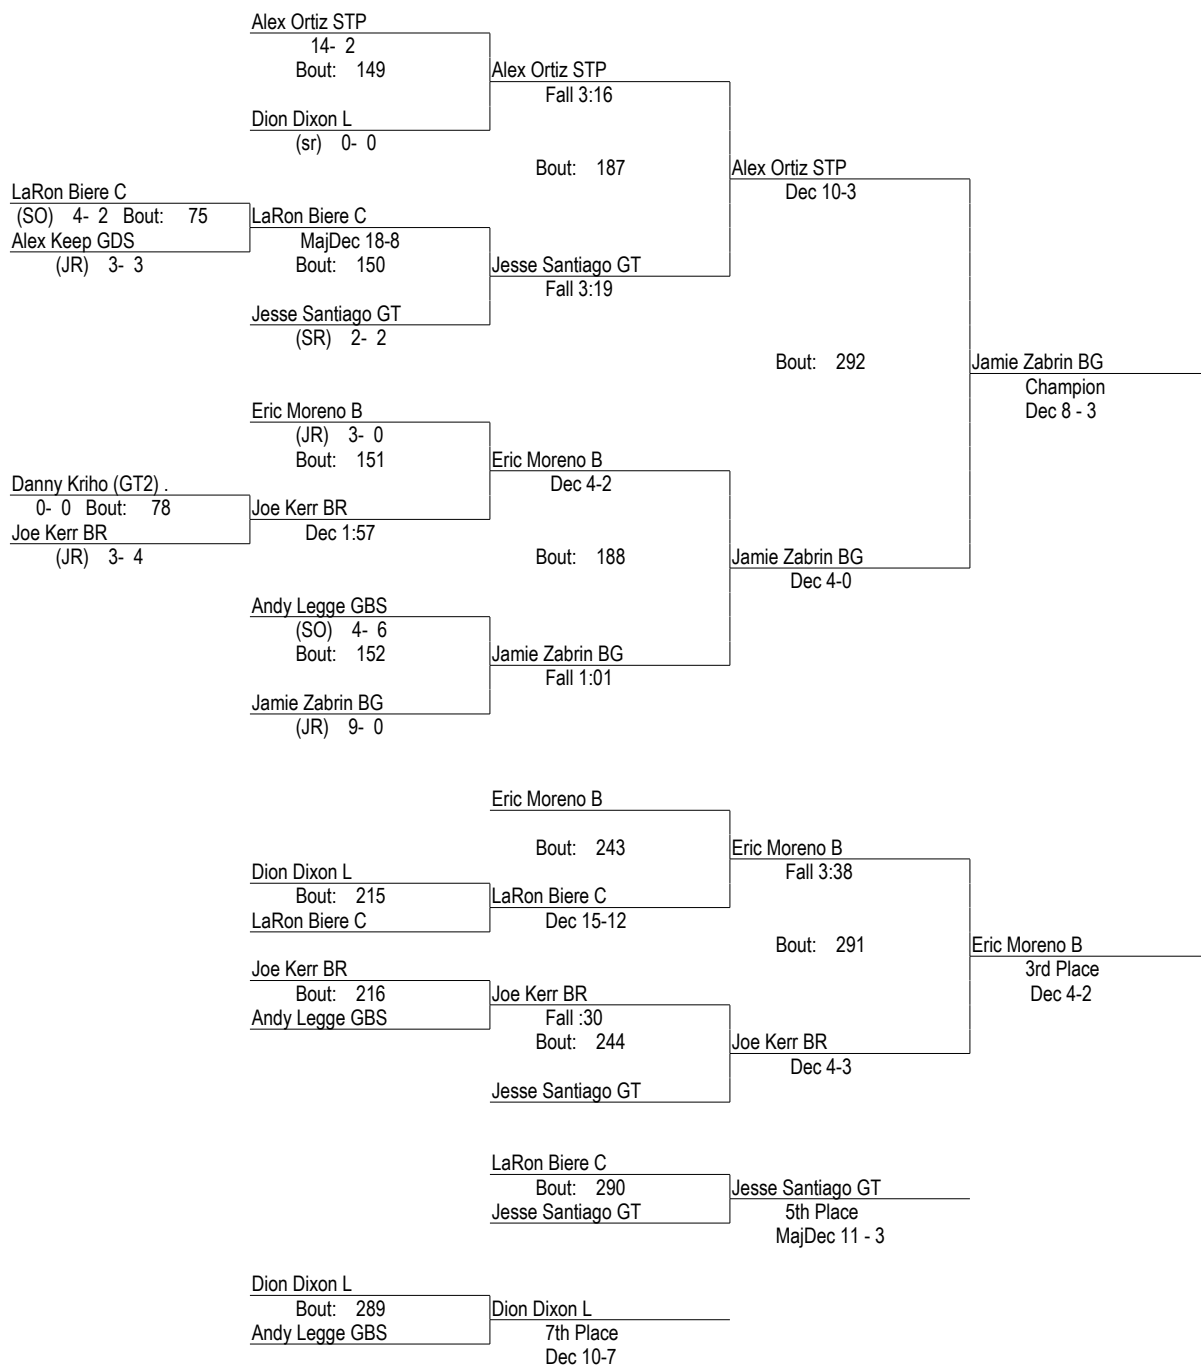 Alex Ortiz STP
14- 2
Bout: 149
Alex Ortiz STP
Fall 3:16
Dion Dixon L
(sr) 0- 0
Bout: 187
Alex Ortiz STP
Dec 10-3
LaRon Biere C
(SO) 4- 2 Bout: 75
LaRon Biere C
Alex Keep GDS
MajDec 18-8
(JR) 3- 3
Bout: 150
Jesse Santiago GT
Fall 3:19
Jesse Santiago GT
(SR) 2- 2
Bout: 292
Jamie Zabrin BG
Champion
Dec 8 - 3
Eric Moreno B
(JR) 3- 0
Bout: 151
Eric Moreno B
Dec 4-2
Danny Kriho (GT2) .
0- 0 Bout: 78
Joe Kerr BR
Joe Kerr BR
Dec 1:57
(JR) 3- 4
Bout: 188
Jamie Zabrin BG
Dec 4-0
Andy Legge GBS
(SO) 4- 6
Bout: 152
Jamie Zabrin BG
Fall 1:01
Jamie Zabrin BG
(JR) 9- 0
Eric Moreno B
Bout: 243
Eric Moreno B
Fall 3:38
Dion Dixon L
Bout: 215
LaRon Biere C
LaRon Biere C
Dec 15-12
Bout: 291
Eric Moreno B
3rd Place
Dec 4-2
Joe Kerr BR
Bout: 216
Joe Kerr BR
Andy Legge GBS
Fall :30
Bout: 244
Joe Kerr BR
Dec 4-3
Jesse Santiago GT
LaRon Biere C
Bout: 290
Jesse Santiago GT
Jesse Santiago GT
5th Place
MajDec 11 - 3
Dion Dixon L
Bout: 289
Dion Dixon L
Andy Legge GBS
7th Place
Dec 10-7